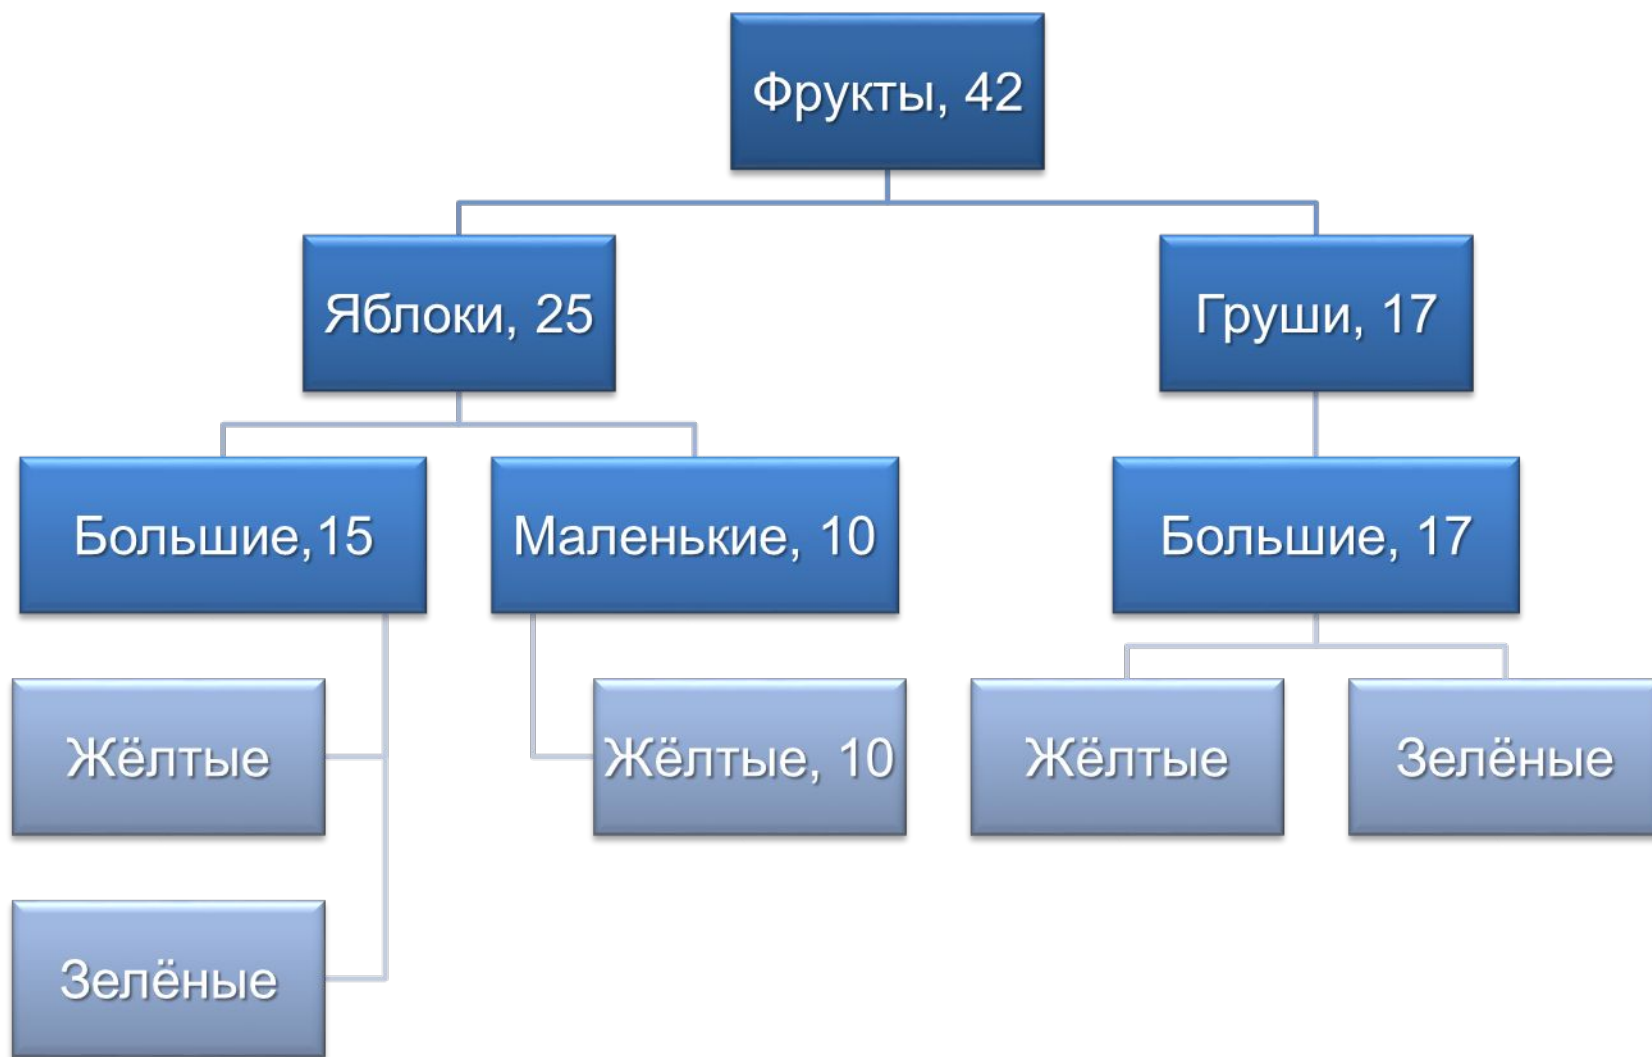 Фрукты, 42
Яблоки, 25
Груши, 17
Большие,15
Маленькие, 10
Большие, 17
Жёлтые
Жёлтые, 10
Жёлтые
Зелёные
Зелёные